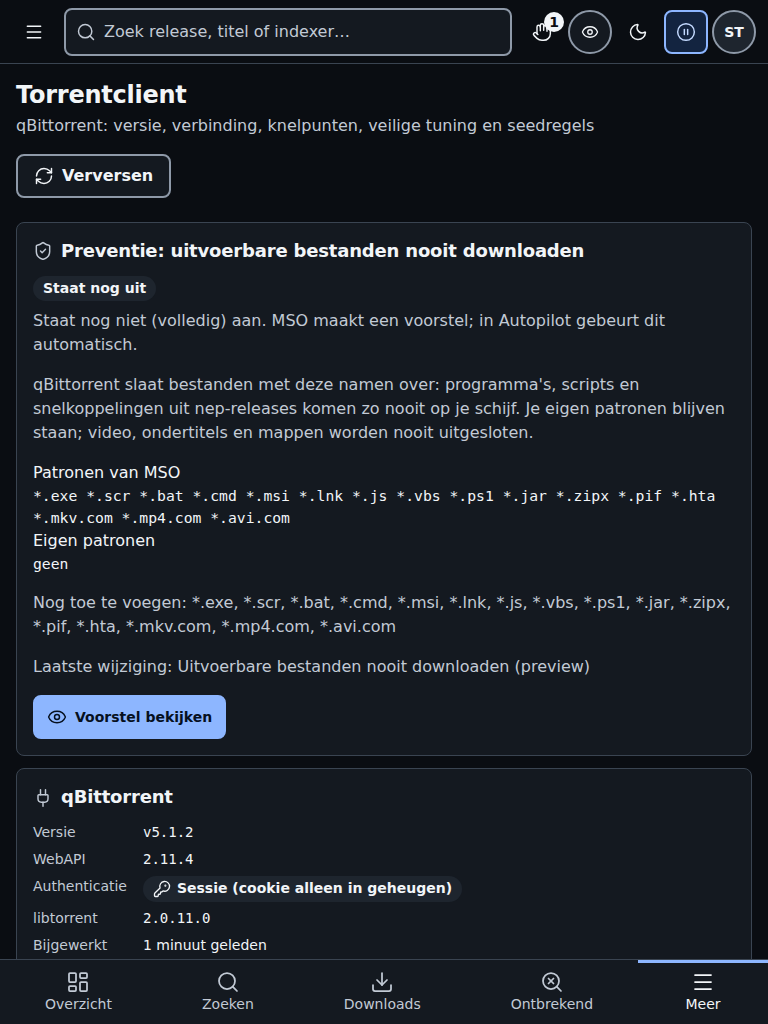 Zoek release, titel of indexer…
1
ST
Torrentclient
qBittorrent: versie, verbinding, knelpunten, veilige tuning en seedregels
Verversen
Preventie: uitvoerbare bestanden nooit downloaden
Staat nog uit
Staat nog niet (volledig) aan. MSO maakt een voorstel; in Autopilot gebeurt dit
automatisch.
qBittorrent slaat bestanden met deze namen over: programma's, scripts en
snelkoppelingen uit nep-releases komen zo nooit op je schijf. Je eigen patronen blijven
staan; video, ondertitels en mappen worden nooit uitgesloten.
Patronen van MSO
*.exe *.scr *.bat *.cmd *.msi *.lnk *.js *.vbs *.ps1 *.jar *.zipx *.pif *.hta
*.mkv.com *.mp4.com *.avi.com
Eigen patronen
geen
Nog toe te voegen: *.exe, *.scr, *.bat, *.cmd, *.msi, *.lnk, *.js, *.vbs, *.ps1, *.jar, *.zipx,
*.pif, *.hta, *.mkv.com, *.mp4.com, *.avi.com
Laatste wijziging: Uitvoerbare bestanden nooit downloaden (preview)
Voorstel bekijken
qBittorrent
Versie v5.1.2
WebAPI 2.11.4
Authenticatie Sessie (cookie alleen in geheugen)
libtorrent 2.0.11.0
Bijgewerkt 1 minuut geleden
Overzicht Zoeken Downloads Ontbrekend Meer